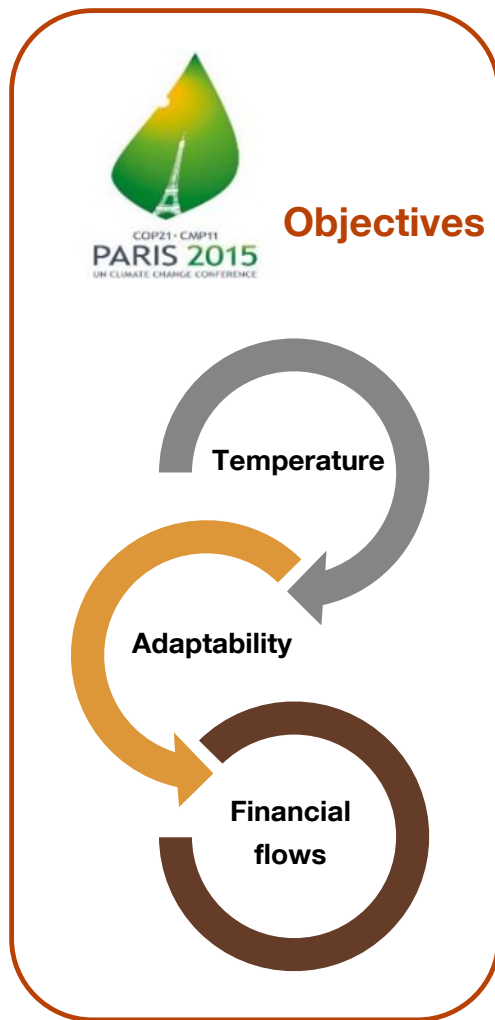 COP21 · CMP11
PARIS 2015
UN CLIMATE CHANGE CONFERENCE
Objectives
Temperature
Adaptability
Financial
flows